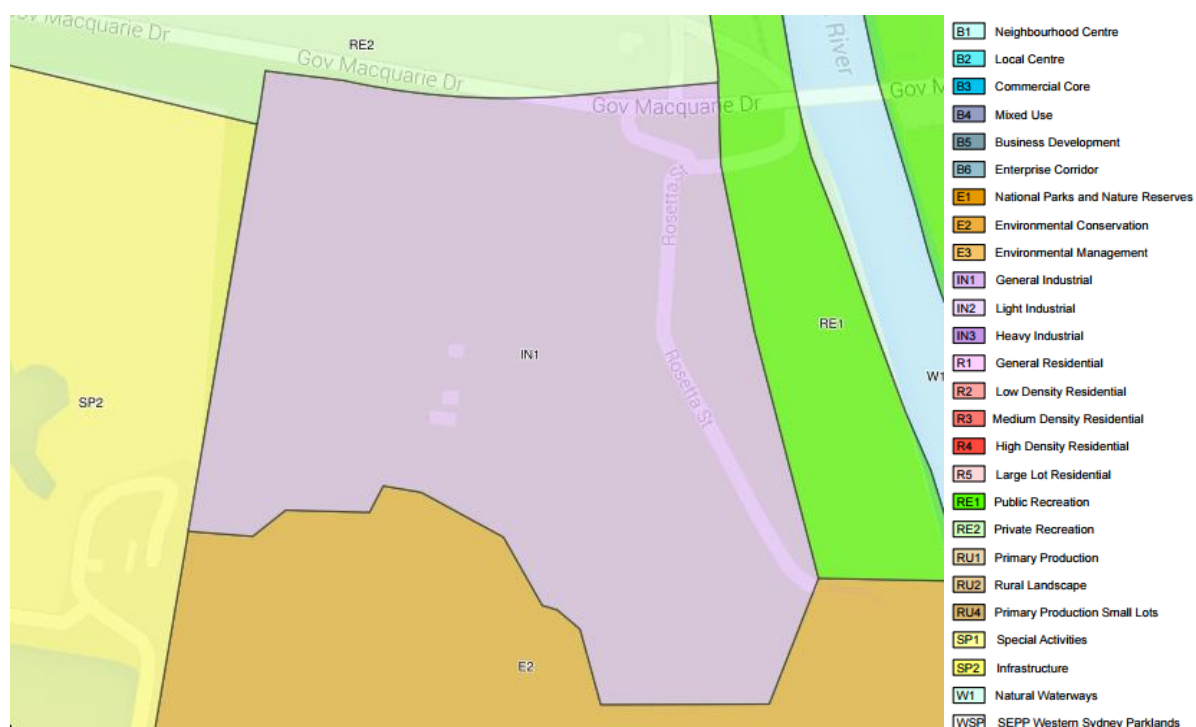 Gov Macquarie Dr
RE2
Gov Macquarie Dr
Gov Macquarie Dr
Gov M
River
Rosetta St
Rosetta St
RE1
IN1
W1
SP2
E2
B1 Neighbourhood Centre
B2 Local Centre
B3 Commercial Core
B4 Mixed Use
B5 Business Development
B6 Enterprise Corridor
E1 National Parks and Nature Reserves
E2 Environmental Conservation
E3 Environmental Management
IN1 General Industrial
IN2 Light Industrial
IN3 Heavy Industrial
R1 General Residential
R2 Low Density Residential
R3 Medium Density Residential
R4 High Density Residential
R5 Large Lot Residential
RE1 Public Recreation
RE2 Private Recreation
RU1 Primary Production
RU2 Rural Landscape
RU4 Primary Production Small Lots
SP1 Special Activities
SP2 Infrastructure
W1 Natural Waterways
WSP SEPP Western Sydney Parklands